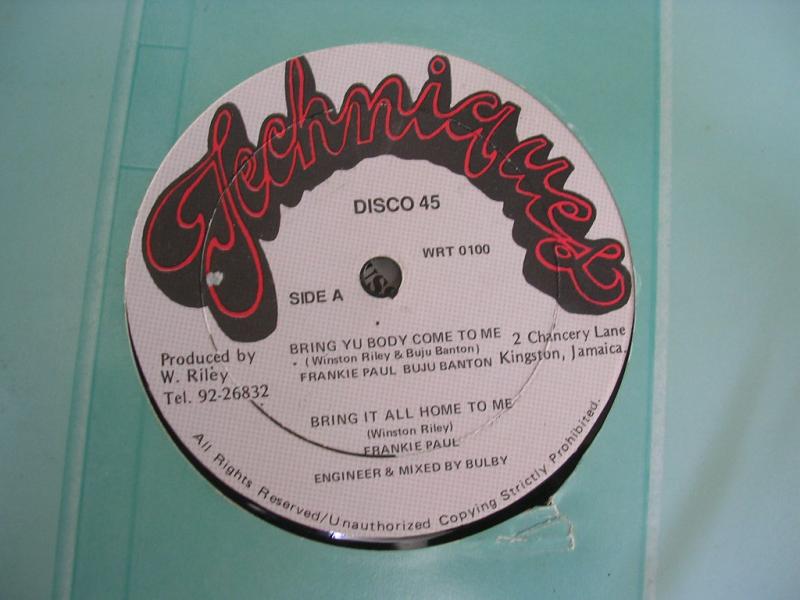 Techniques
DISCO 45
WRT 0100
SIDE A
BRING YU BODY COME TO ME
( Winston Riley & Buju Banton)
FRANKIE PAUL BUJU BANTON
2 Chancery Lane
Kingston, Jamaica.
Produced by
W. Riley
Tel. 92-26832
BRING IT ALL HOME TO ME
(Winston Riley)
FRANKIE PAUL
ENGINEER & MIXED BY BULBY
All Rights Reserved/Unauthorized Copying Strictly Prohibited.